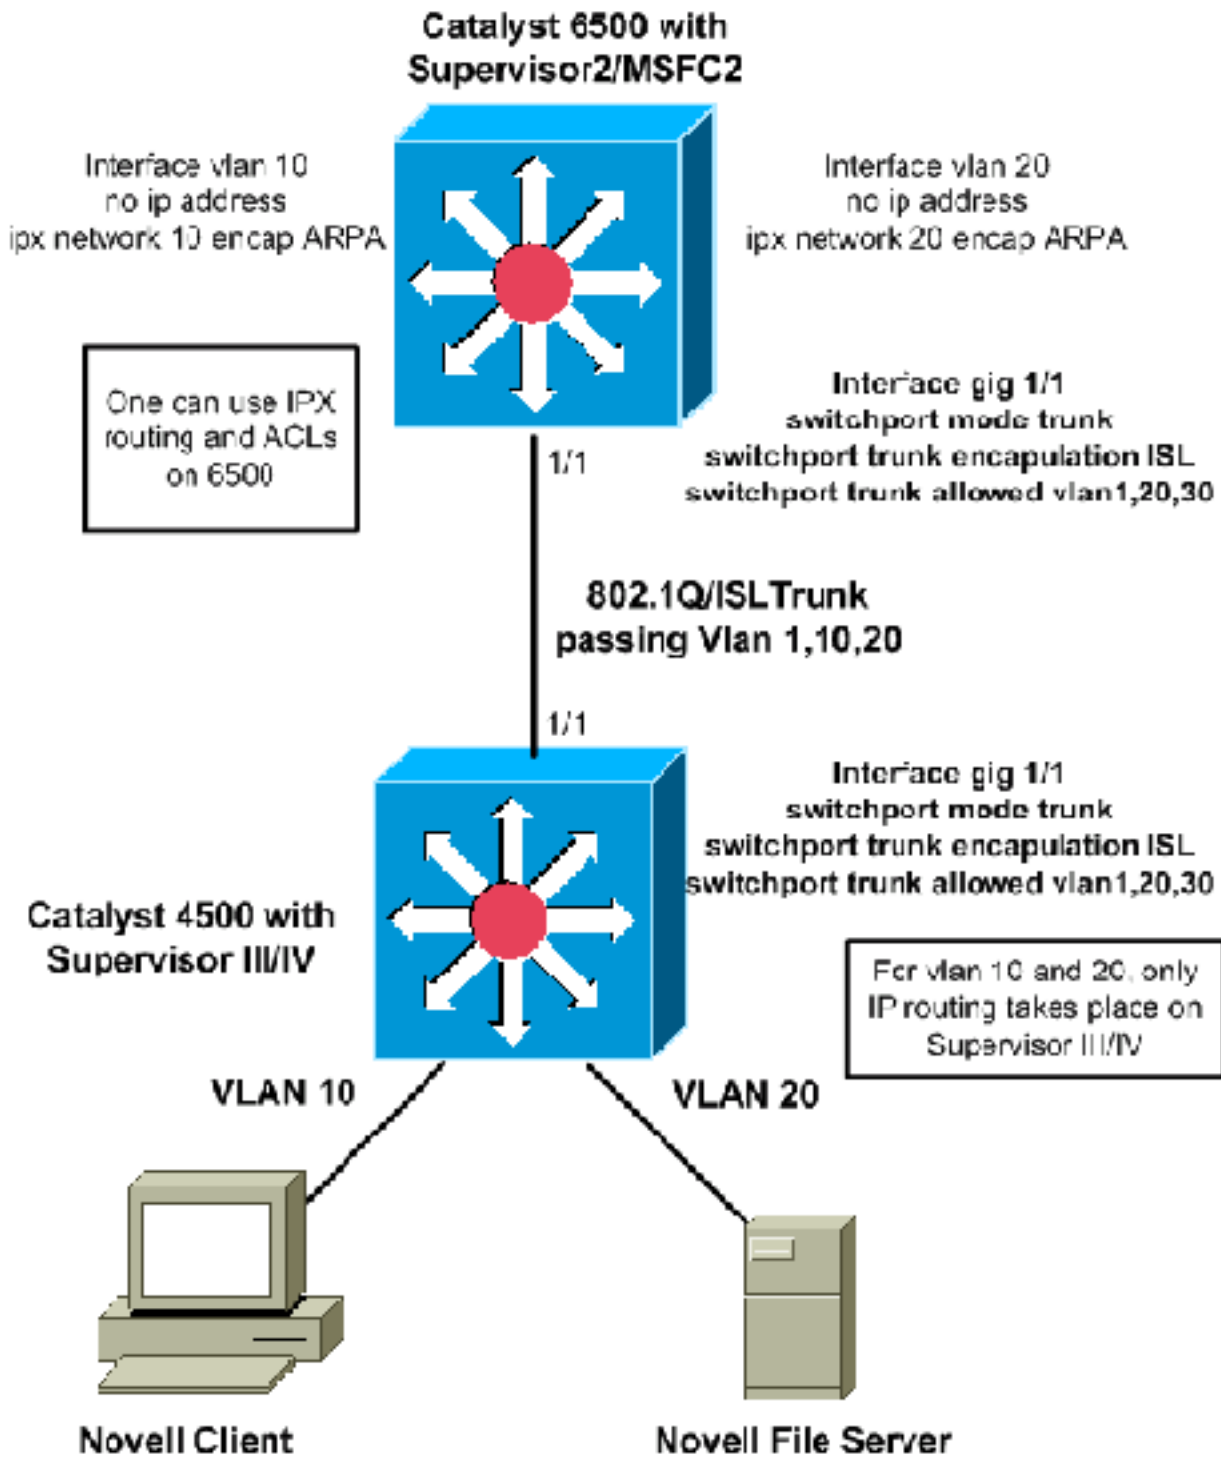 Catalyst 6500 with
Supervisor2/MSFC2
Interface vlan 10
no ip address
ipx network 10 encap ARPA
Interface vlan 20
no ip address
ipx network 20 encap ARPA
One can use IPX
routing and ACLs
on 6500
Interface gig 1/1
switchport mode trunk
switchport trunk encapulation ISL
switchport trunk allowed vlan1,20,30
1/1
802.1Q/ISLTrunk
passing Vlan 1,10,20
1/1
Interface gig 1/1
switchport mode trunk
switchport trunk encapulation ISL
switchport trunk allowed vlan1,20,30
Catalyst 4500 with
Supervisor III/IV
For vlan 10 and 20, only
IP routing takes place on
Supervisor III/IV
VLAN 10
VLAN 20
Novell Client
Novell File Server